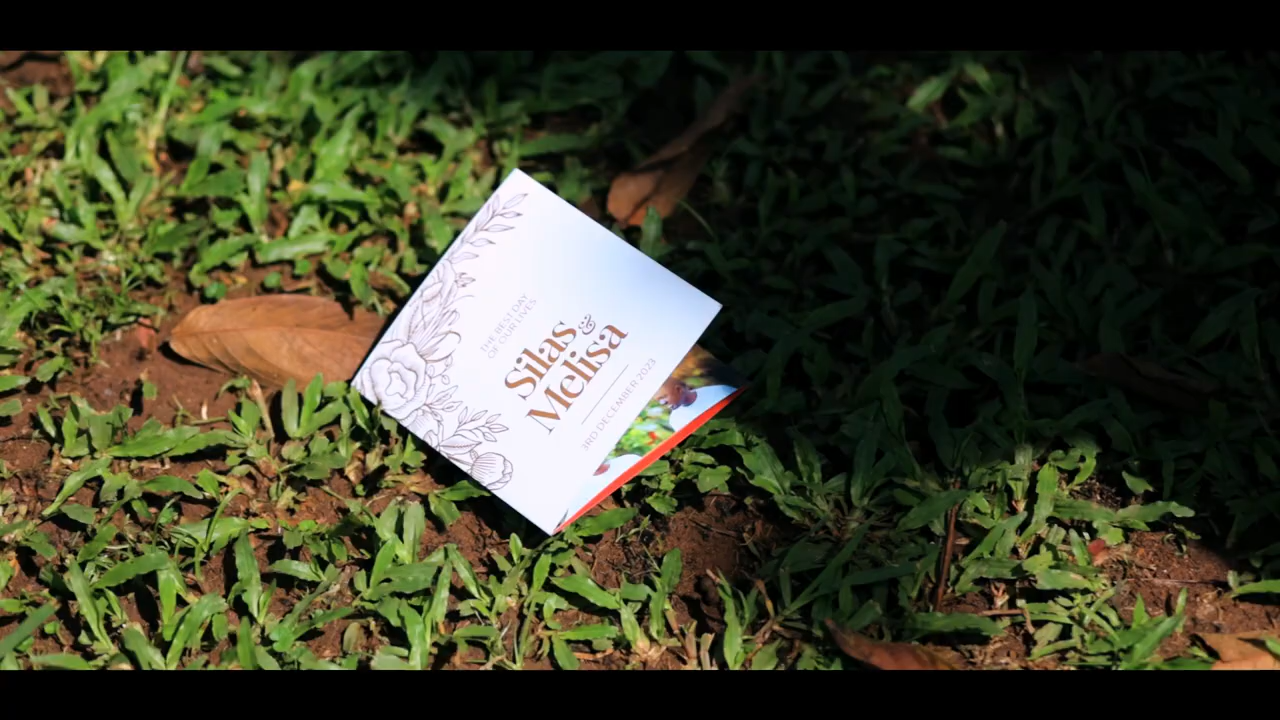 THE BEST DAY
OF OUR LIVES
Silas &
Melisa
3RD DECEMBER 2023